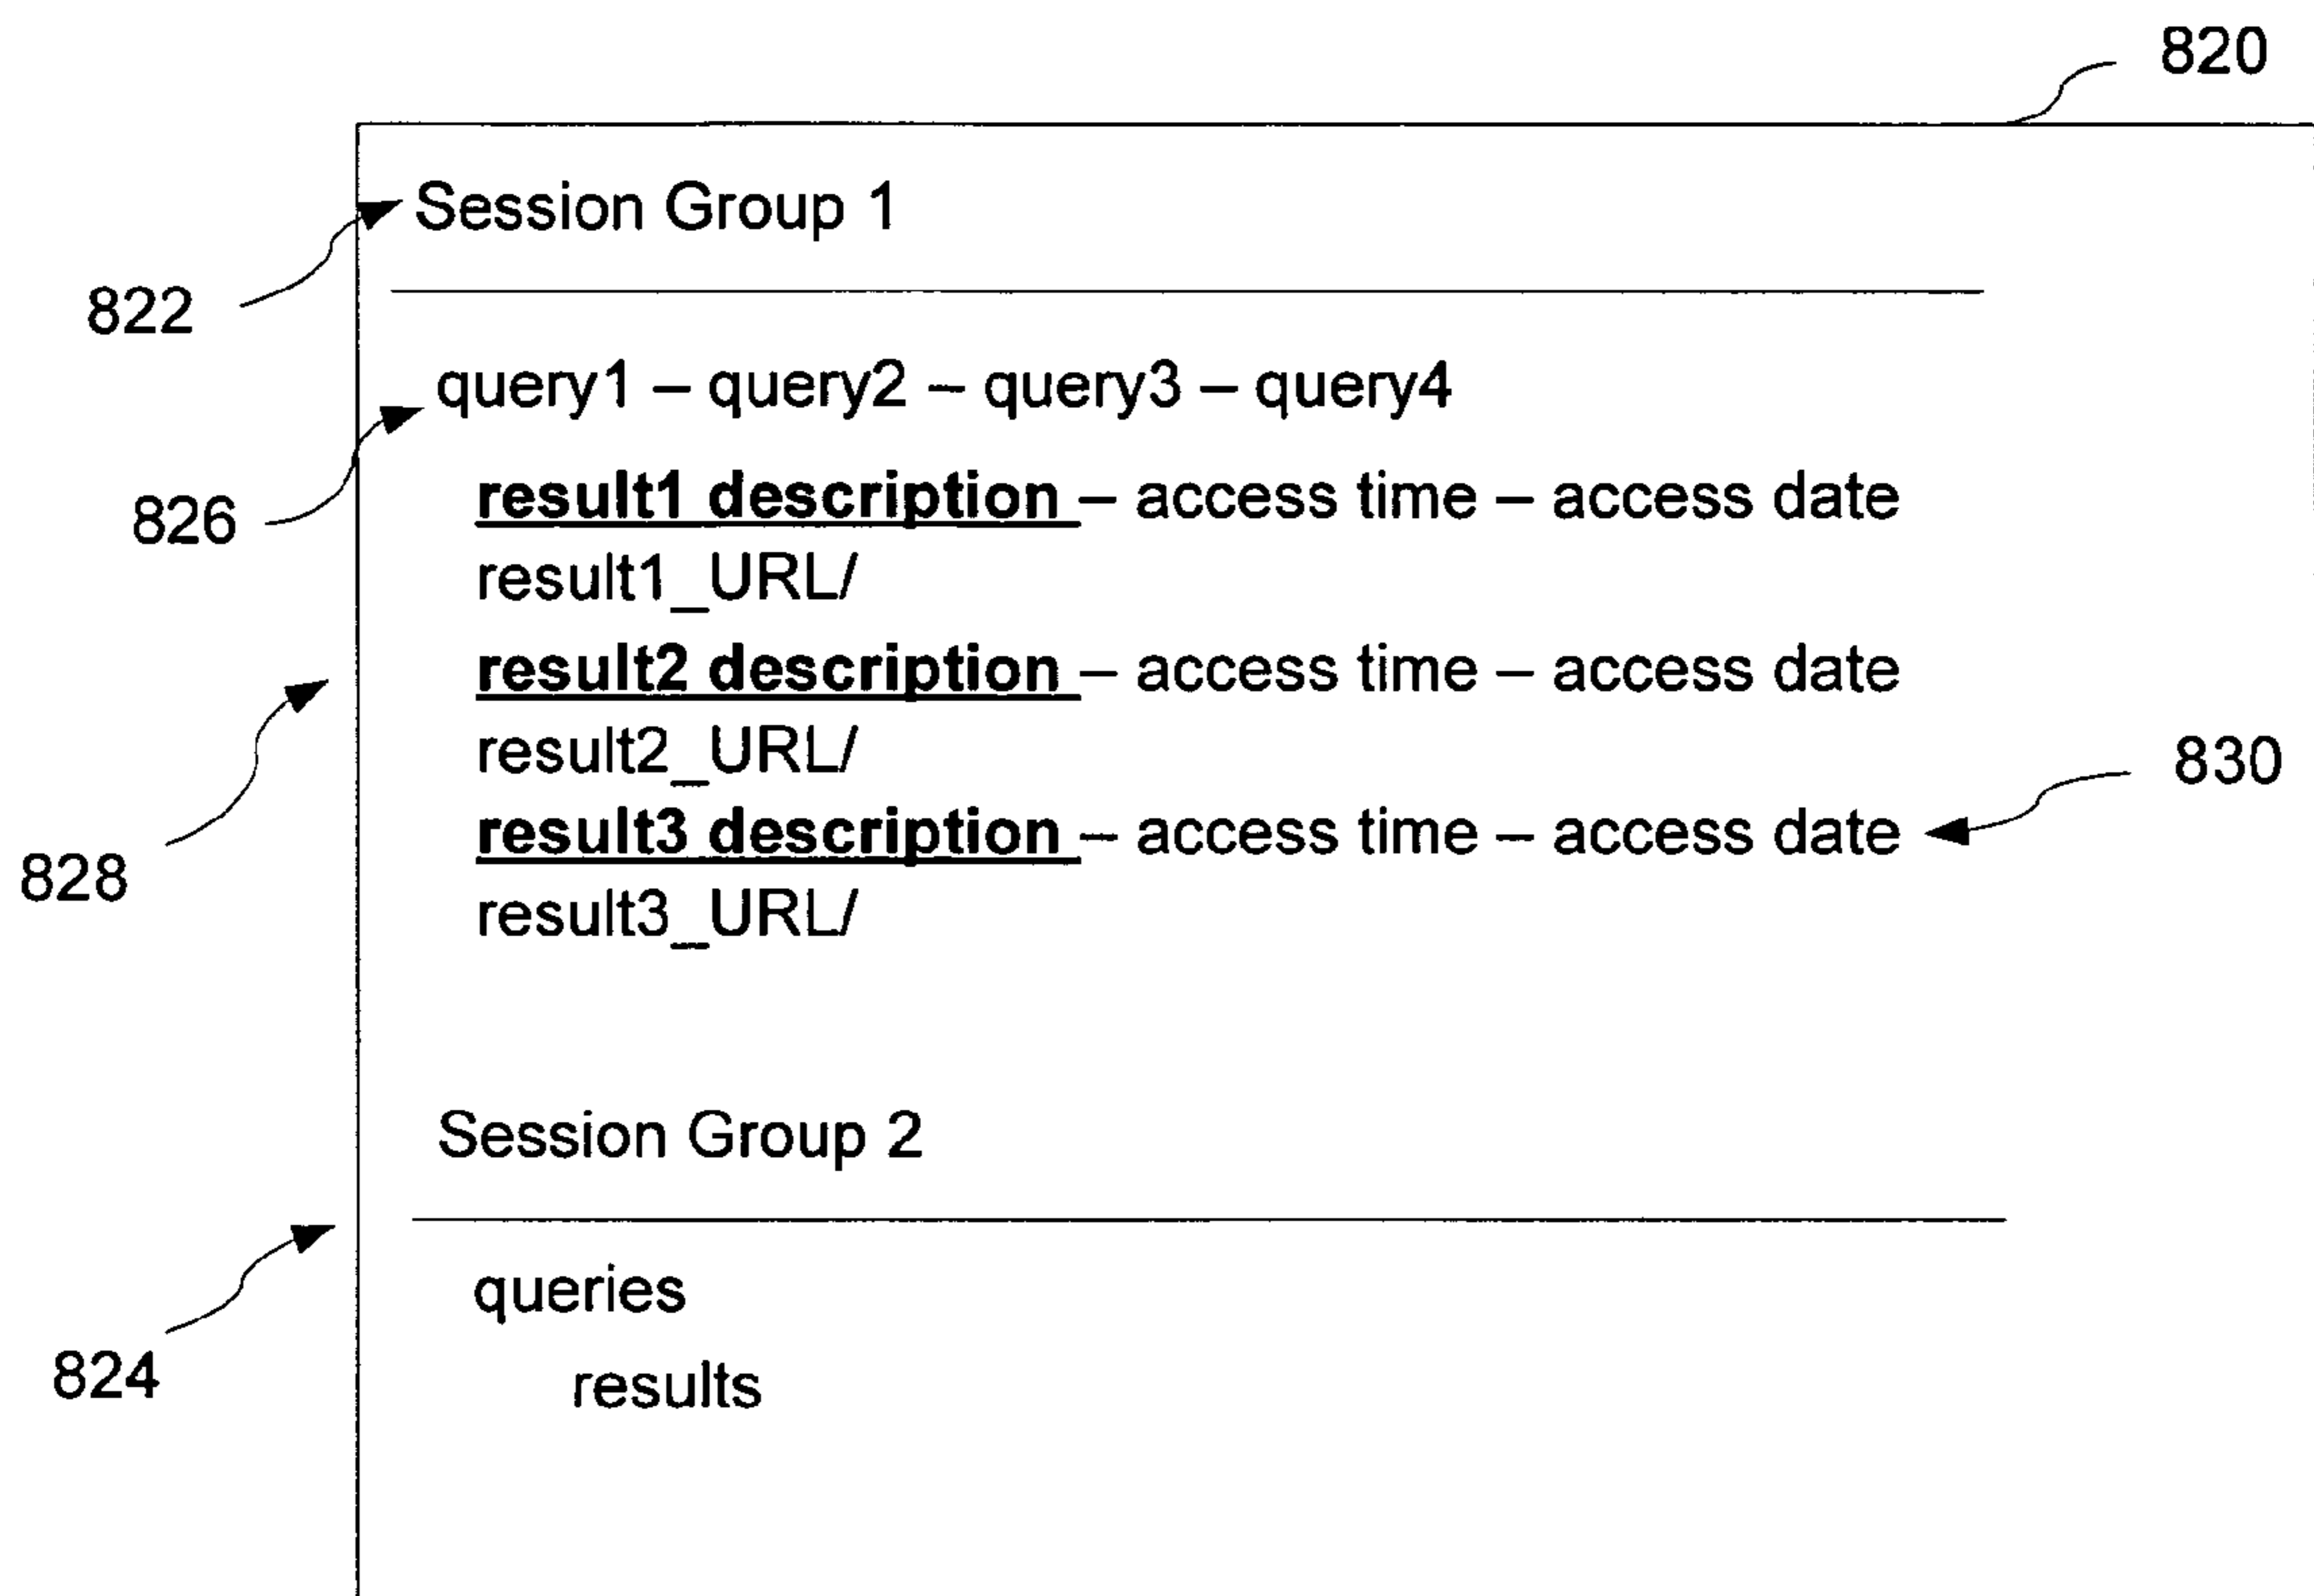 820
Session Group 1
822
query1 – query2 – query3 – query4
826
result1 description – access time – access date
result1_URL/
result2 description – access time – access date
828
result2_URL/
830
result3 description – access time – access date
result3_URL/
Session Group 2
824
queries
results